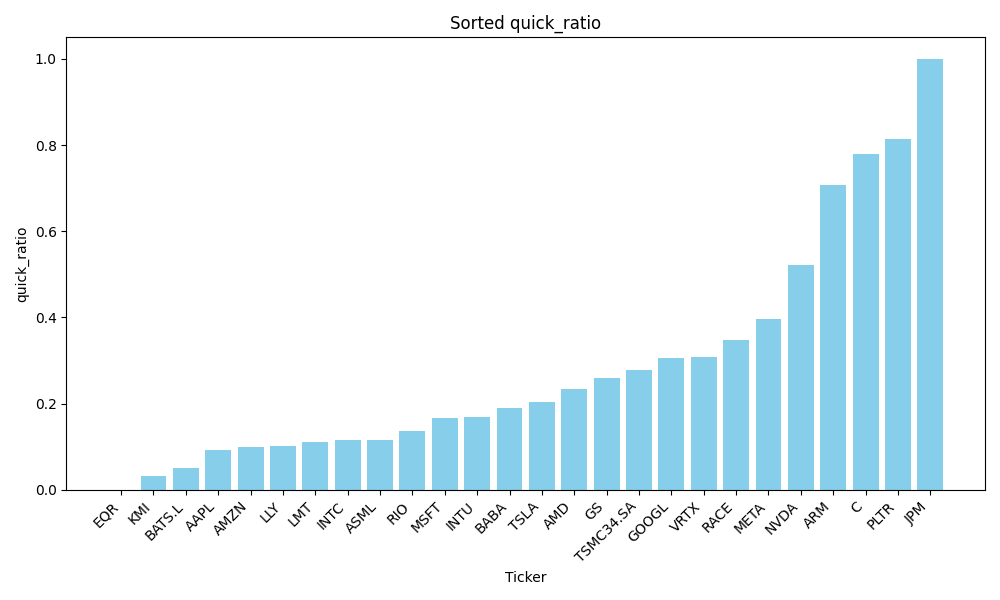 Sorted quick_ratio
quick_ratio
1.0
0.8
0.6
0.4
0.2
0.0
EQR
KMI
BATS.L
AAPL
AMZN
LLY
LMT
INTC
ASML
RIO
MSFT
INTU
BABA
TSLA
AMD
GS
TSMC34.SA
GOOGL
VRTX
RACE
META
NVDA
ARM
C
PLTR
JPM
Ticker